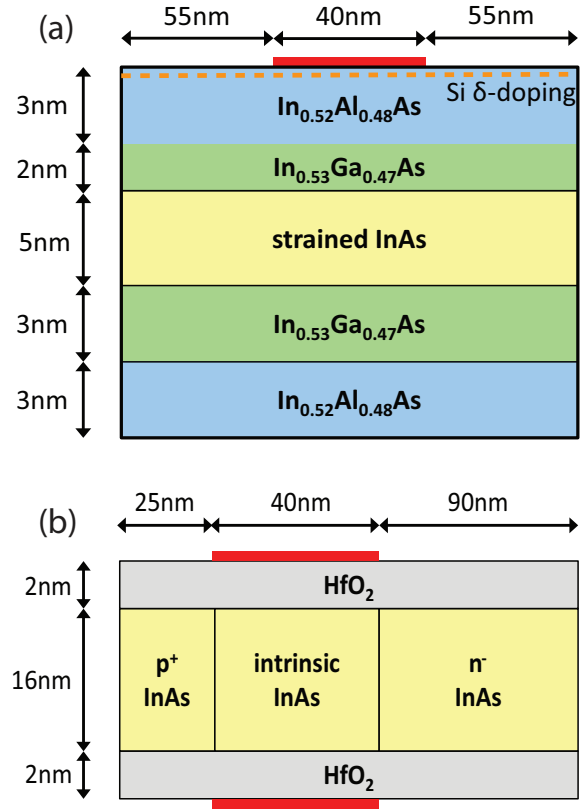 (a)
55nm 40nm 55nm
Si δ-doping
3nm In₀.₅₂Al₀.₄₈As
2nm In₀.₅₃Ga₀.₄₇As
5nm strained InAs
3nm In₀.₅₃Ga₀.₄₇As
3nm In₀.₅₂Al₀.₄₈As
(b)
25nm 40nm 90nm
2nm HfO₂
p⁺ intrinsic n⁻
16nm InAs InAs InAs
2nm HfO₂